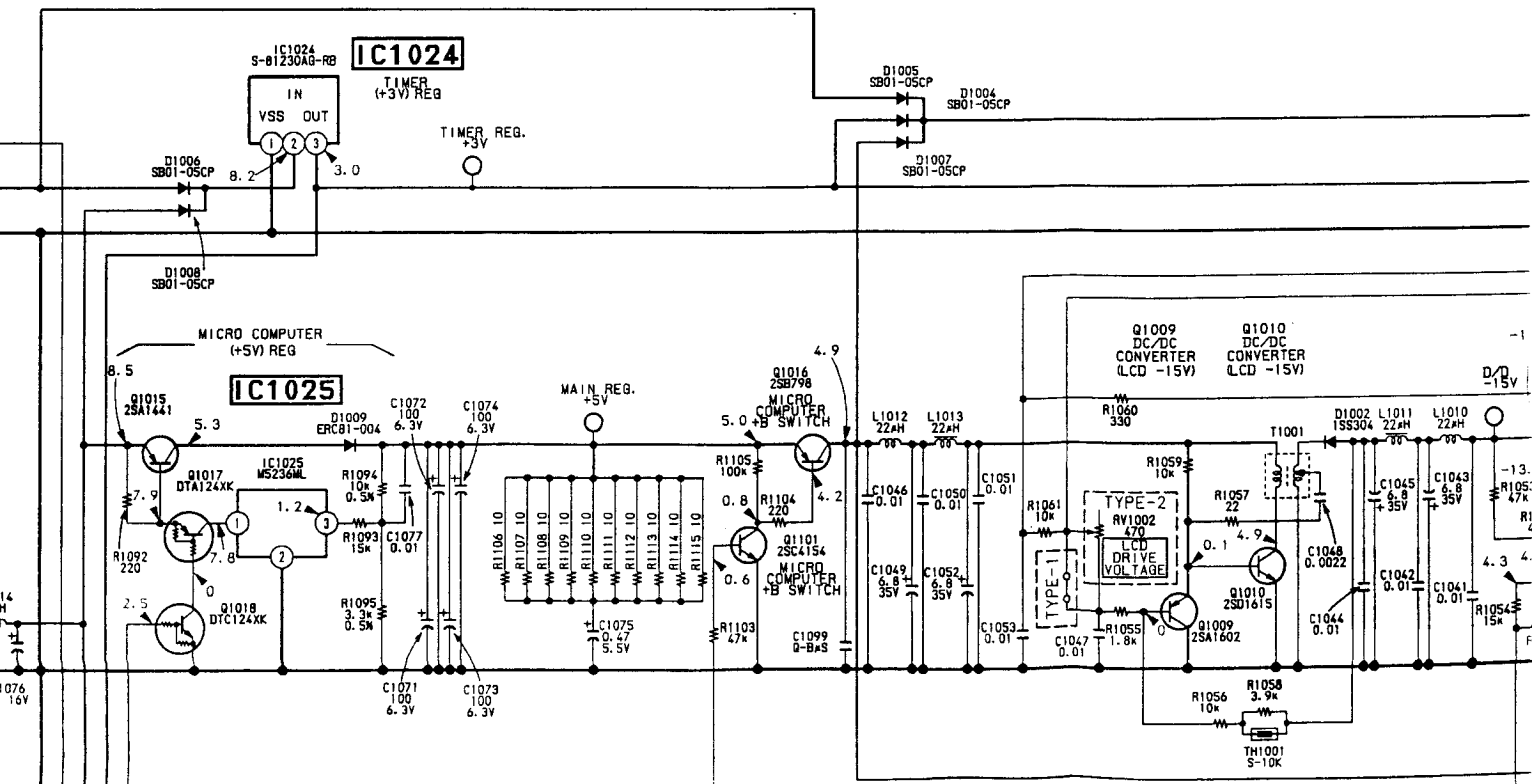 IC1024
S-81230AG-RB
IC1024
TIMER
(+3V) REG
IN
VSS OUT
1 2 3
8.2
3.0
TIMER REG.
+3V
D1006
SB01-05CP
D1008
SB01-05CP
D1005
SB01-05CP
D1004
SB01-05CP
D1007
SB01-05CP
MICRO COMPUTER
(+5V) REG
IC1025
8.5
Q1015
2SA1441
5.3
D1009
ERC81-004
C1072
100
6.3V
C1074
100
6.3V
Q1017
DTA124XK
IC1025
M5236ML
R1094
10k
0.5%
7.9
1.2
1
3
2
R1093
15k
C1077
0.01
R1092
220
7.8
0
2.5
Q1018
DTC124XK
R1095
3.3k
0.5%
14
H
1076
16V
C1071
100
6.3V
C1073
100
6.3V
MAIN REG.
+5V
R1106 10
R1107 10
R1108 10
R1109 10
R1110 10
R1111 10
R1112 10
R1113 10
R1114 10
R1115 10
C1075
0.47
5.5V
Q1016
2SB798
MICRO
COMPUTER
+B SWITCH
4.9
5.0
R1105
100k
0.8
R1104
220
4.2
Q1101
2SC4154
MICRO
COMPUTER
+B SWITCH
0.6
R1103
47k
C1099
Q-BAS
L1012
22µH
L1013
22µH
C1046
0.01
C1050
0.01
C1051
0.01
C1049
6.8
35V
C1052
6.8
35V
C1053
0.01
R1061
10k
TYPE-2
RV1002
470
LCD
DRIVE
VOLTAGE
TYPE-1
C1047
0.01
R1055
1.8k
0
R1060
330
Q1009
DC/DC
CONVERTER
(LCD -15V)
Q1010
DC/DC
CONVERTER
(LCD -15V)
R1059
10k
R1057
22
0.1
4.9
Q1010
2SD1615
Q1009
2SA1602
T1001
D1002
1SS304
L1011
22µH
L1010
22µH
D/D
-15V
-1
-13.
C1048
0.0022
C1045
6.8
35V
C1043
6.8
35V
C1044
0.01
C1042
0.01
C1041
0.01
R1053
47k
4.3
R1054
15k
R1056
10k
R1058
3.9k
TH1001
S-10K